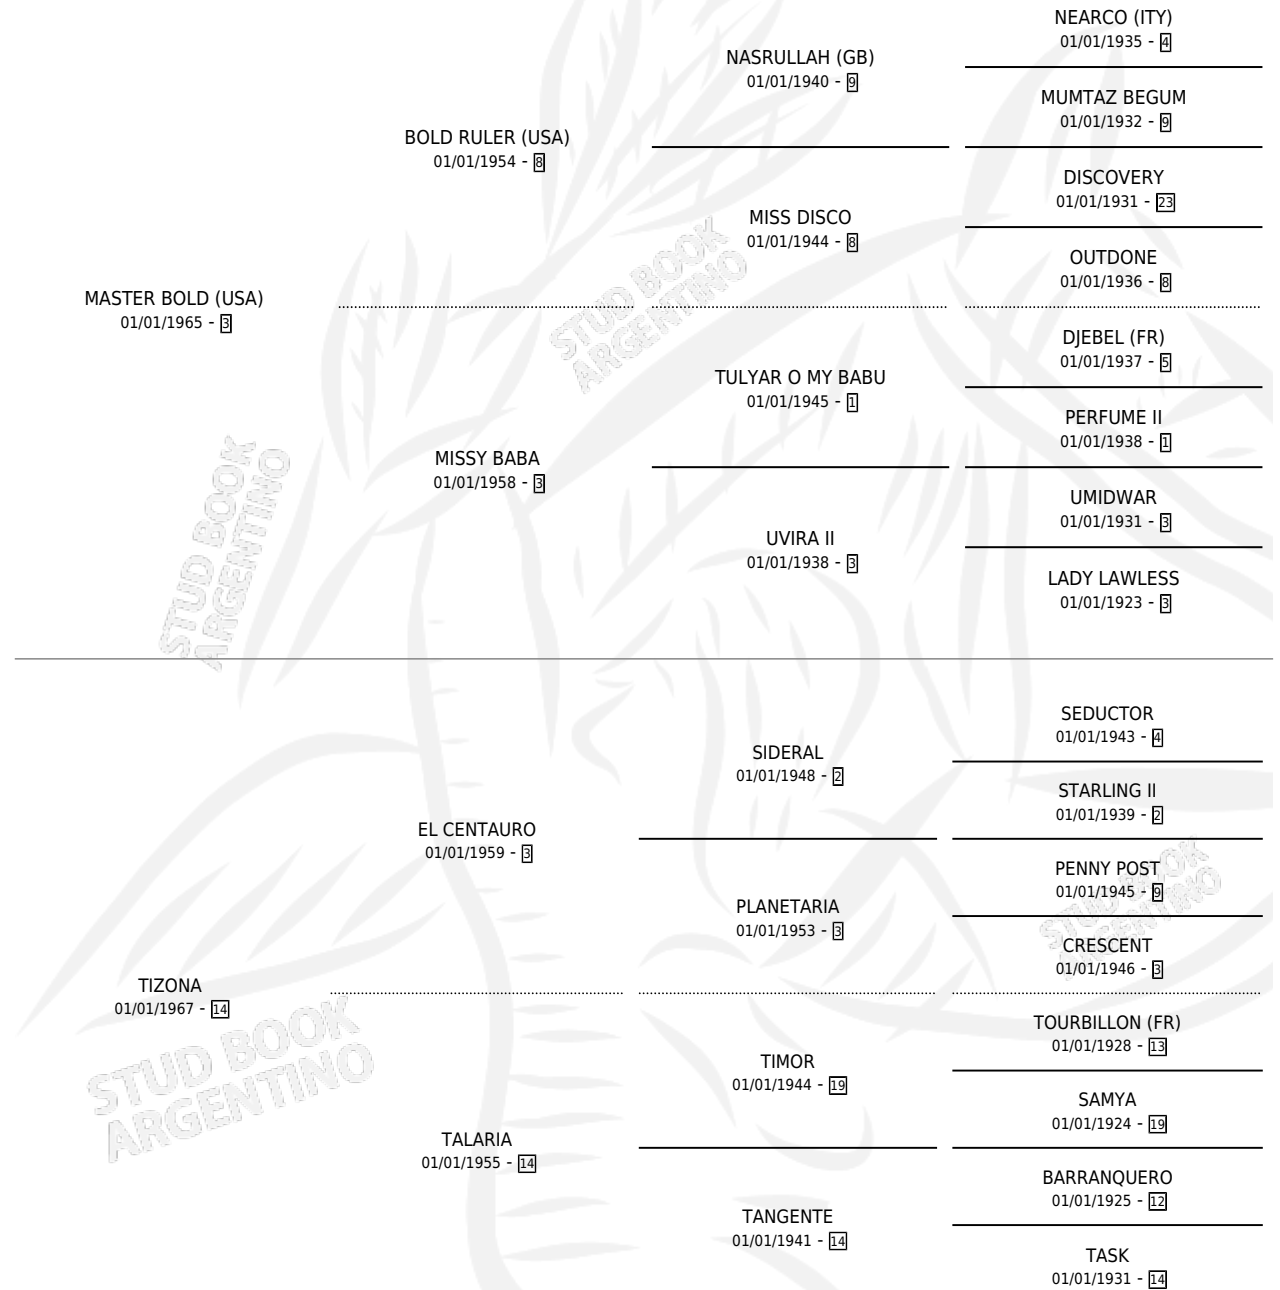 NEARCO (ITY)
01/01/1935 - 4
NASRULLAH (GB)
01/01/1940 - 9
MUMTAZ BEGUM
01/01/1932 - 9
BOLD RULER (USA)
01/01/1954 - 8
DISCOVERY
01/01/1931 - 23
MISS DISCO
01/01/1944 - 8
OUTDONE
01/01/1936 - 8
MASTER BOLD (USA)
01/01/1965 - 3
DJEBEL (FR)
01/01/1937 - 5
TULYAR O MY BABU
01/01/1945 - 1
PERFUME II
01/01/1938 - 1
MISSY BABA
01/01/1958 - 3
UMIDWAR
01/01/1931 - 3
UVIRA II
01/01/1938 - 3
LADY LAWLESS
01/01/1923 - 3
SEDUCTOR
01/01/1943 - 4
SIDERAL
01/01/1948 - 2
STARLING II
01/01/1939 - 2
EL CENTAURO
01/01/1959 - 3
PENNY POST
01/01/1945 - 9
PLANETARIA
01/01/1953 - 3
CRESCENT
01/01/1946 - 3
TIZONA
01/01/1967 - 14
TOURBILLON (FR)
01/01/1928 - 13
TIMOR
01/01/1944 - 19
SAMYA
01/01/1924 - 19
TALARIA
01/01/1955 - 14
BARRANQUERO
01/01/1925 - 12
TANGENTE
01/01/1941 - 14
TASK
01/01/1931 - 14
STUD BOOK
ARGENTINO
STUD BOOK
ARGENTINO
STUD BOOK
ARGENTINO
STUD BOOK
ARGENTINO